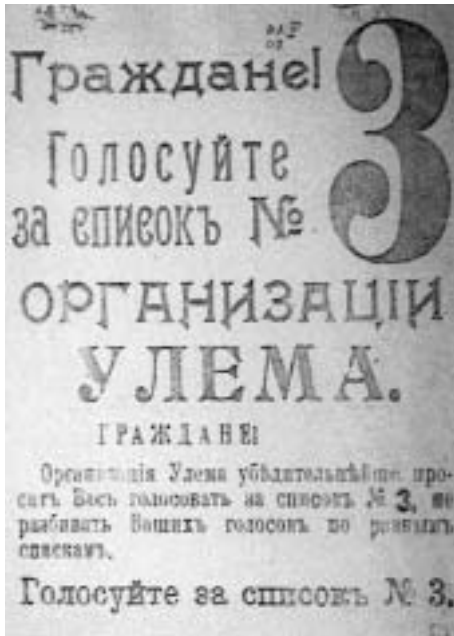 Граждане!
Голосуйте
за списокъ № 3
ОРГАНИЗАЦІИ
УЛЕМА.
ГРАЖДАНЕ!
Организація Улема убѣдительнѣйше про-
ситъ Васъ голосовать за списокъ № 3, не
разбивать Вашихъ голосовъ по разнымъ
спискамъ.
Голосуйте за списокъ № 3.